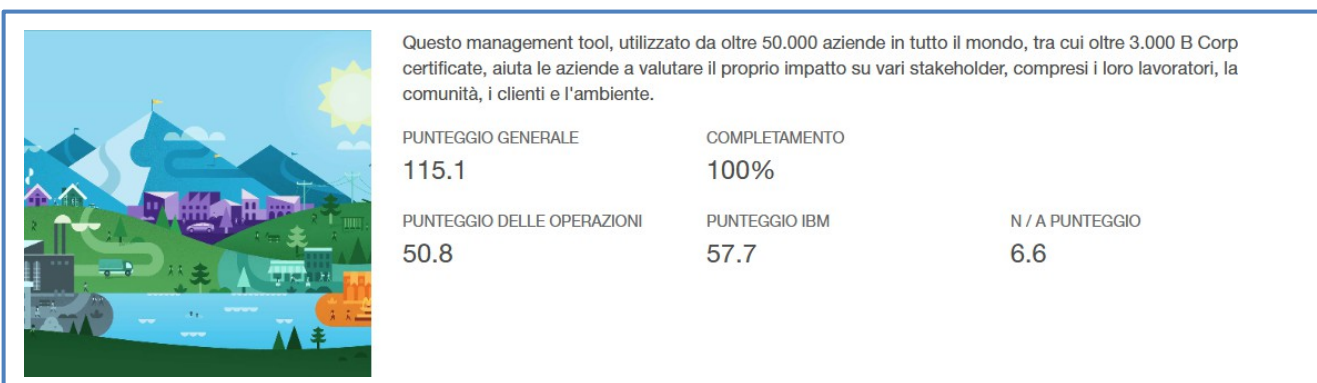 Questo management tool, utilizzato da oltre 50.000 aziende in tutto il mondo, tra cui oltre 3.000 B Corp
certificate, aiuta le aziende a valutare il proprio impatto su vari stakeholder, compresi i loro lavoratori, la
comunità, i clienti e l'ambiente.
PUNTEGGIO GENERALE COMPLETAMENTO
115.1 100%
PUNTEGGIO DELLE OPERAZIONI PUNTEGGIO IBM N / A PUNTEGGIO
50.8 57.7 6.6